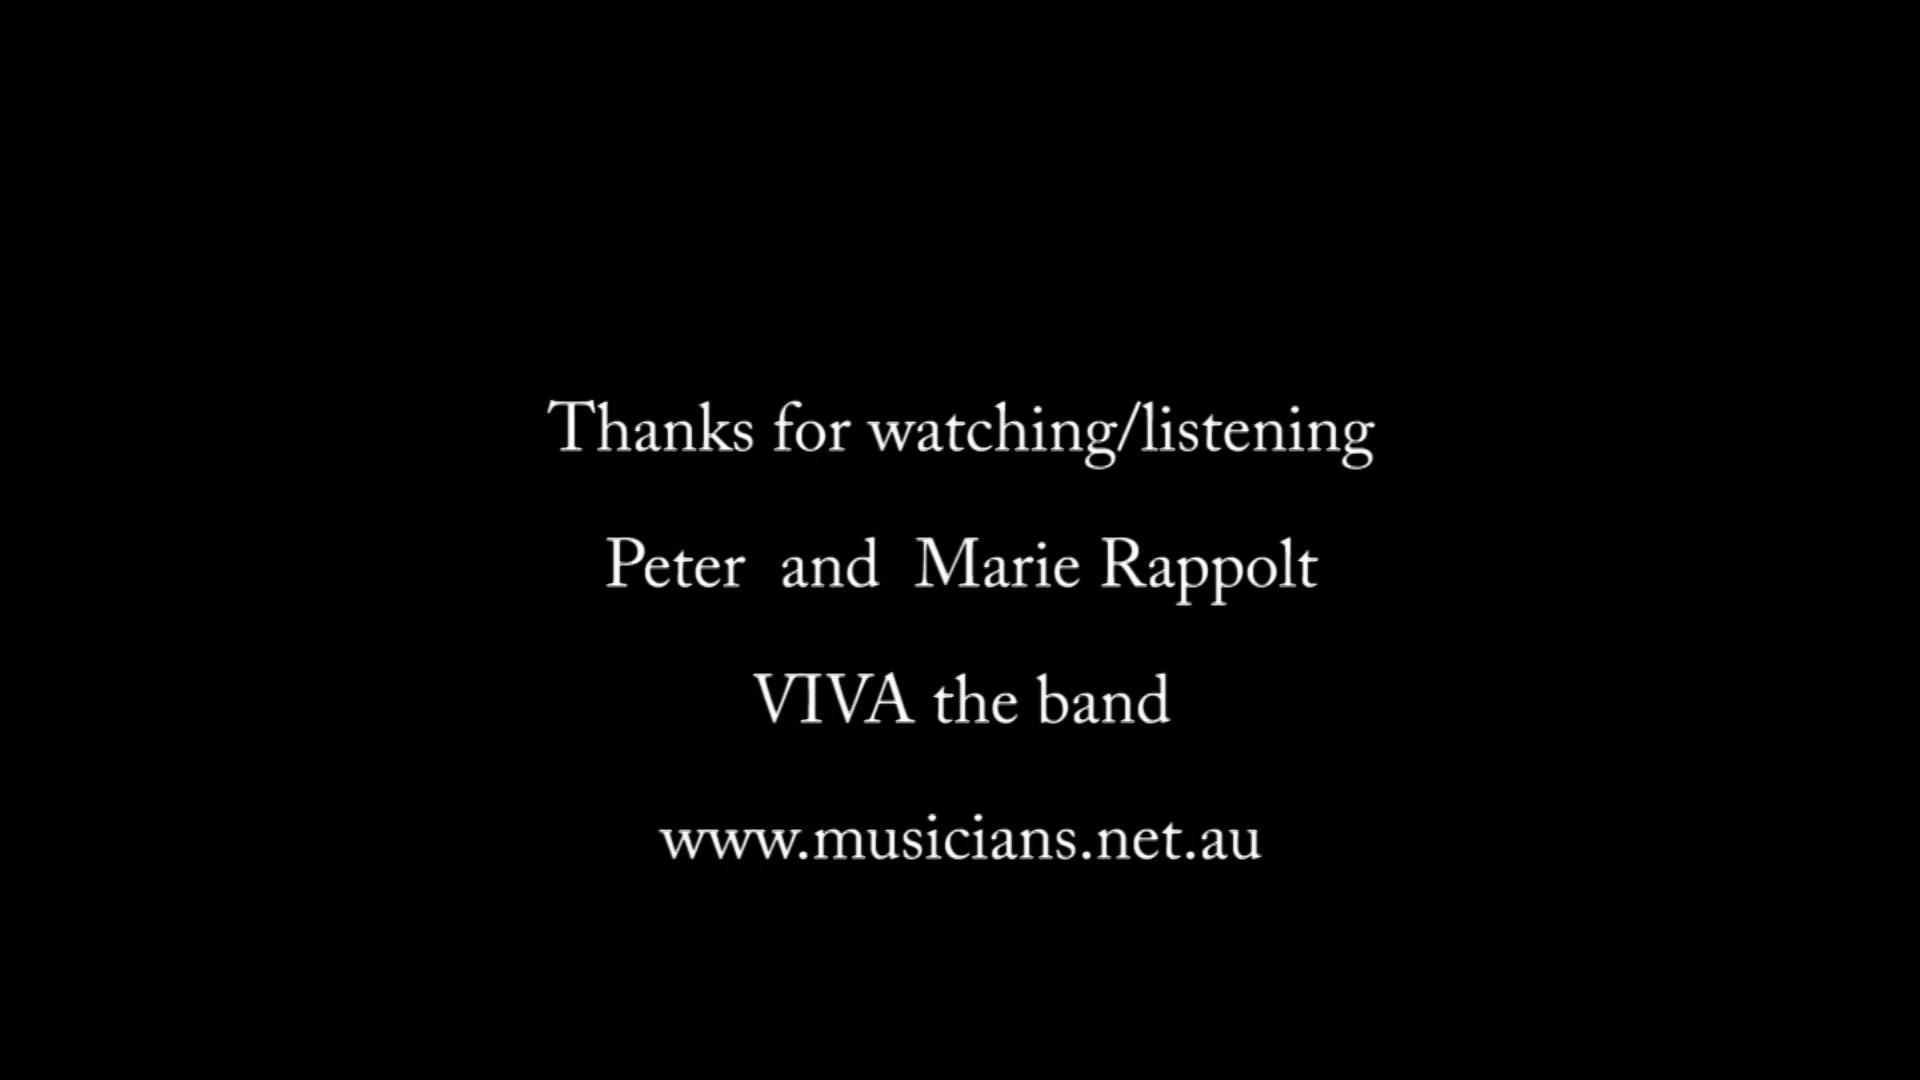 Thanks for watching/listening
Peter and Marie Rappolt
VIVA the band
www.musicians.net.au